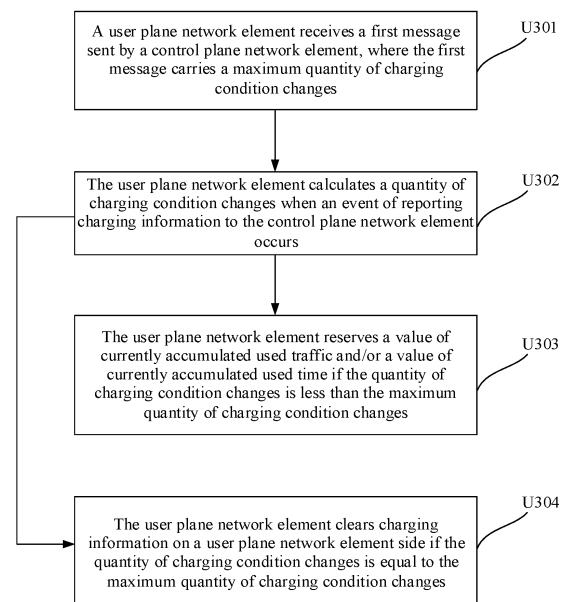 A user plane network element receives a first message
sent by a control plane network element, where the first
message carries a maximum quantity of charging
condition changes
U301
The user plane network element calculates a quantity of
charging condition changes when an event of reporting
charging information to the control plane network element
occurs
U302
The user plane network element reserves a value of
currently accumulated used traffic and/or a value of
currently accumulated used time if the quantity of
charging condition changes is less than the maximum
quantity of charging condition changes
U303
The user plane network element clears charging
information on a user plane network element side if the
quantity of charging condition changes is equal to the
maximum quantity of charging condition changes
U304